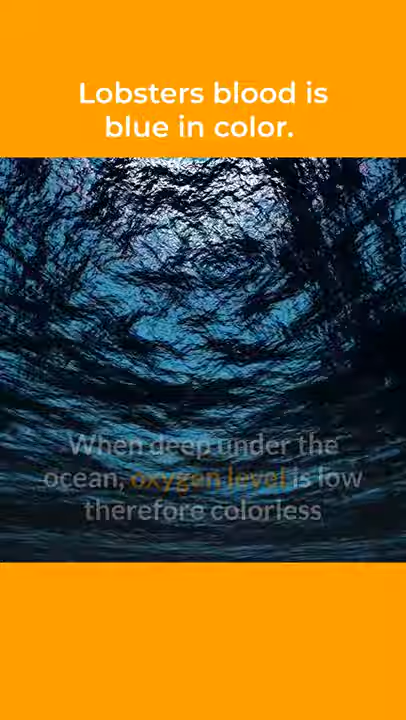 Lobsters blood is
blue in color.
When deep under the
ocean, oxygen level is low
therefore colorless